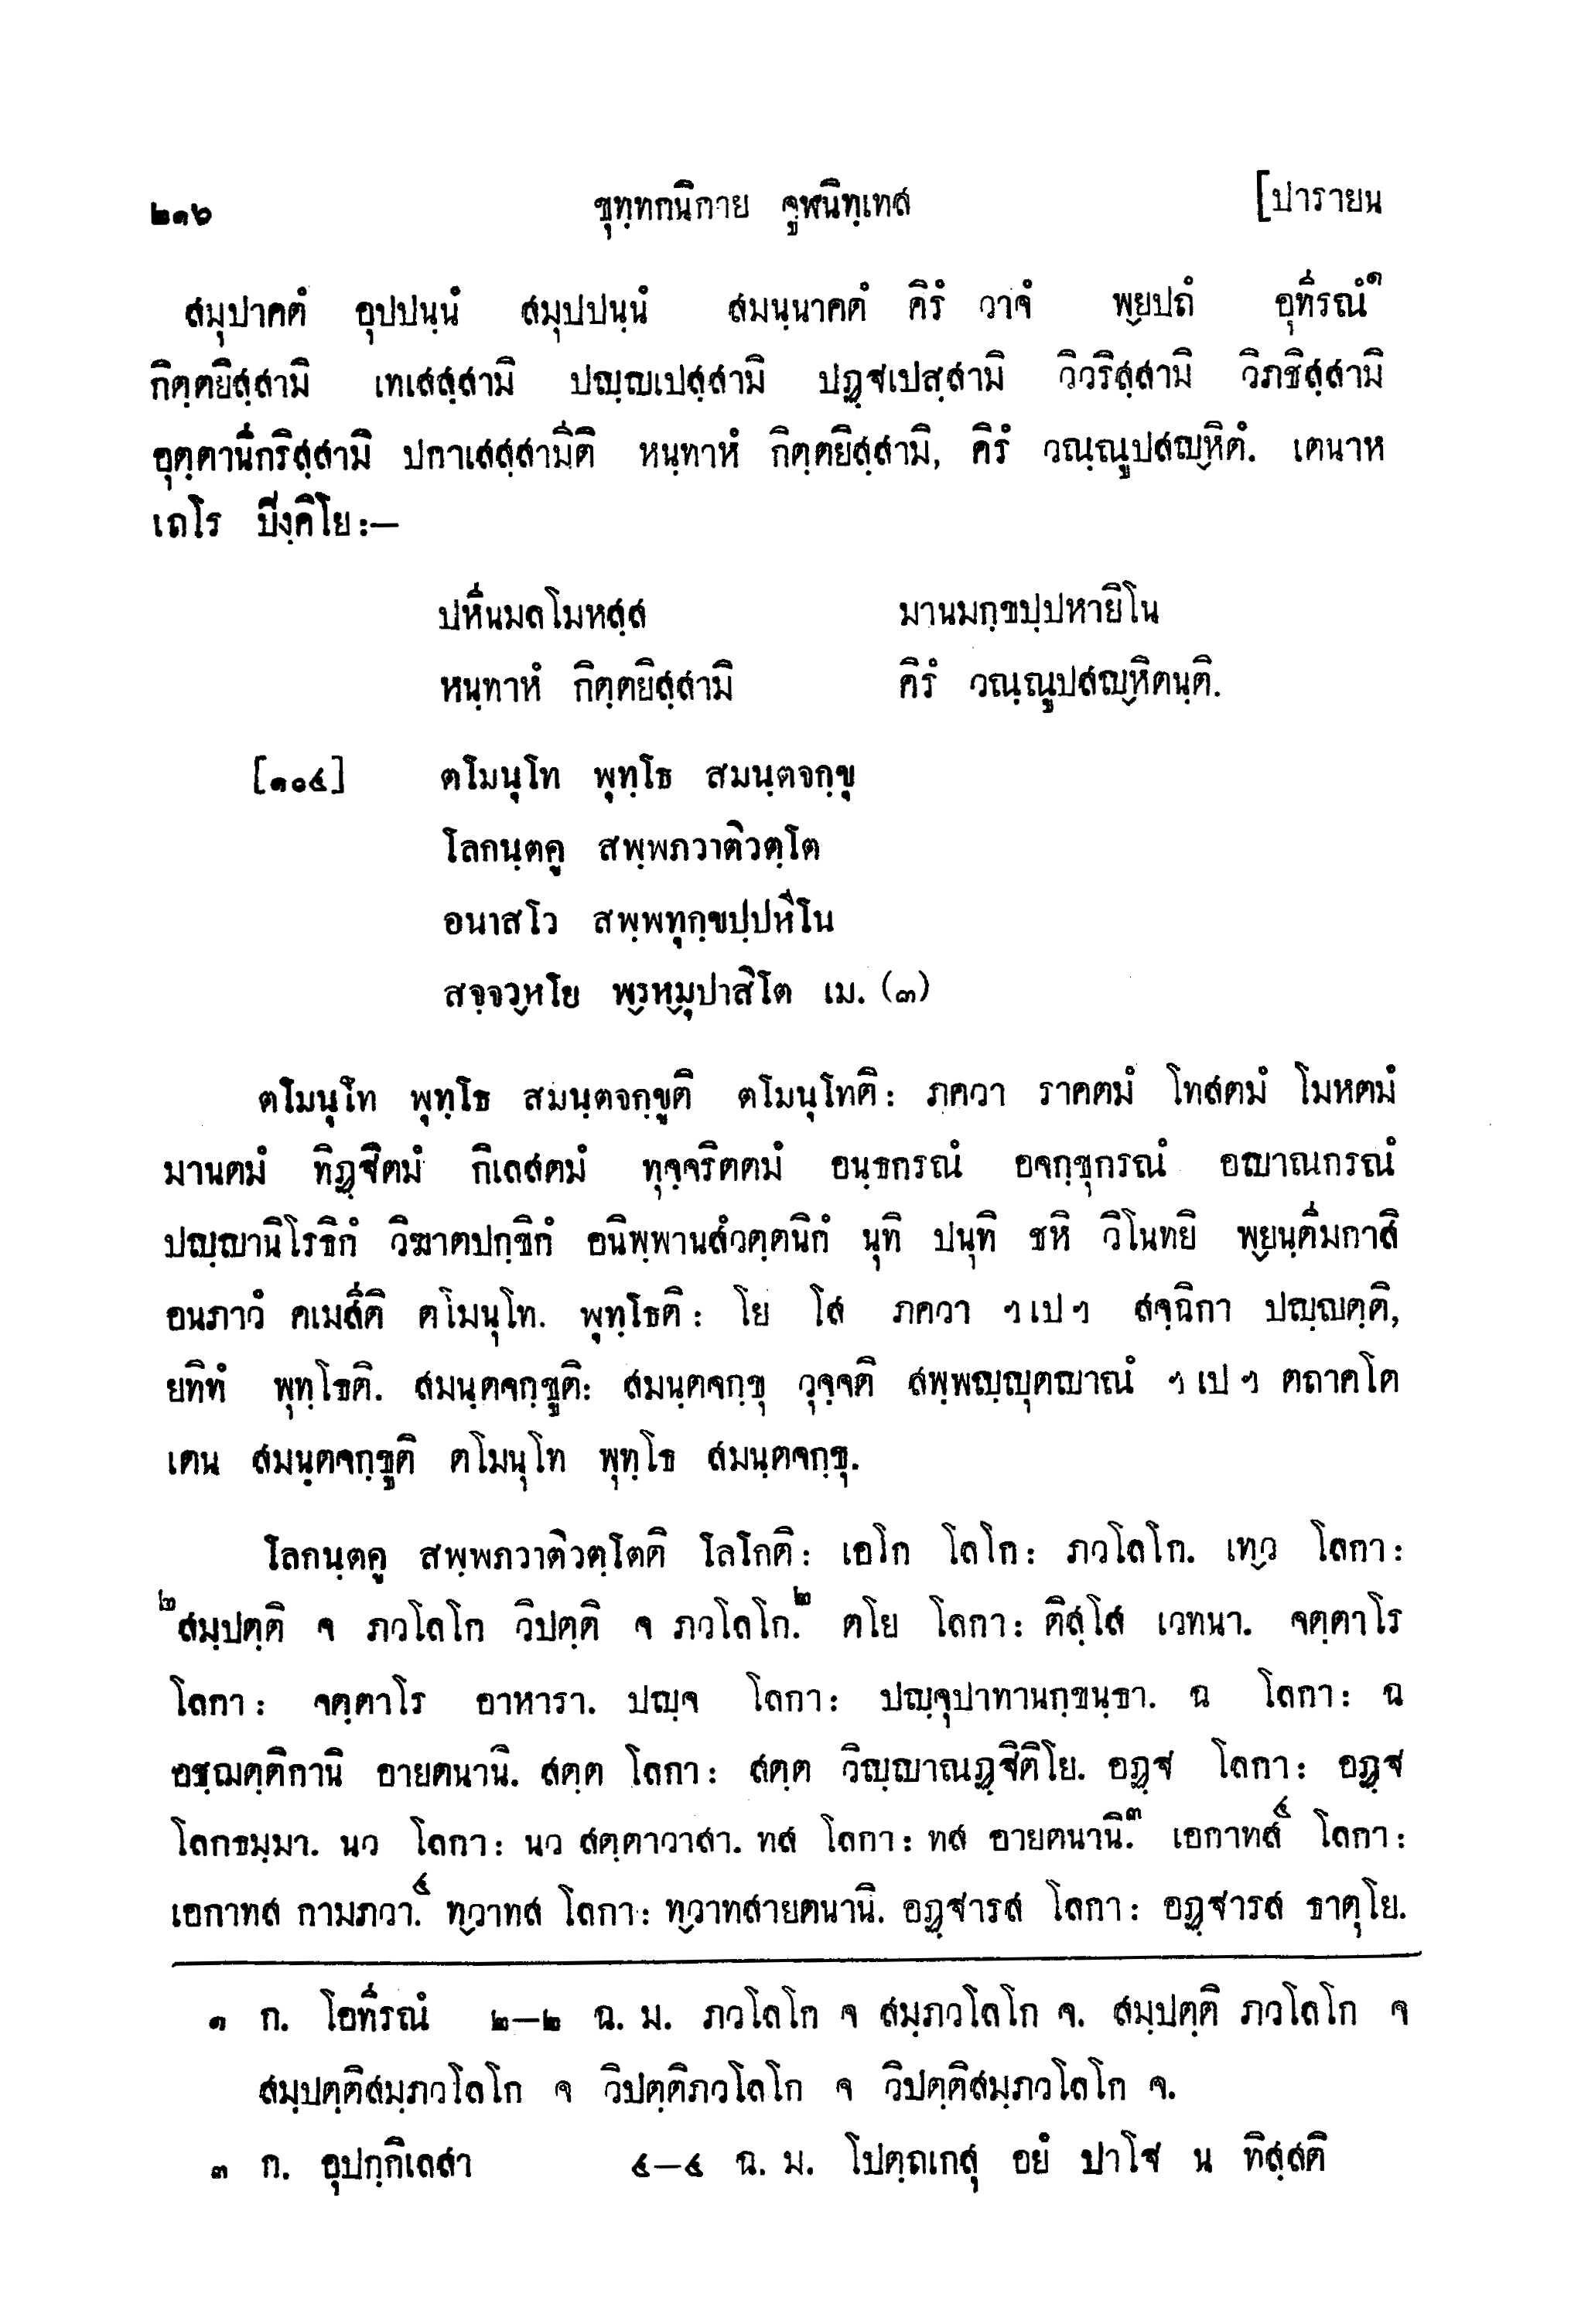 ๒๑๖ ขุทฺทกนิกาย จูฬนิทฺเทส [ปารายน
สมุปาคตํ อุปปนฺนํ สมุปปนฺนํ สมนฺนาคตํ คิรํ วาจํ พฺยปถํ อุทีรณํ๑
กิตฺตยิสฺสามิ เทเสสฺสามิ ปญฺญเปสฺสามิ ปฏฺฐเปสฺสามิ วิวริสฺสามิ วิภชิสฺสามิ
อุตฺตานีกริสฺสามิ ปกาเสสฺสามีติ หนฺทาหํ กิตฺตยิสฺสามิ, คิรํ วณฺณูปสญฺหิตํ. เตนาห
เถโร ปิงฺคิโย:—
ปหีนมลโมหสฺส มานมกฺขปฺปหายิโน
หนฺทาหํ กิตฺตยิสฺสามิ คิรํ วณฺณูปสญฺหิตนฺติ.
[๑๐๔] ตโมนุโท พุทฺโธ สมนฺตจกฺขุ
โลกนฺตคู สพฺพภวาติวตฺโต
อนาสโว สพฺพทุกฺขปฺปหีโน
สจฺจวฺหโย พฺรหฺมุปาสิโต เม. (๓)
ตโมนุโท พุทฺโธ สมนฺตจกฺขูติ ตโมนุโทติ: ภควา ราคตมํ โทสตมํ โมหตมํ
มานตมํ ทิฏฺฐิตมํ กิเลสตมํ ทุจฺจริตตมํ อนฺธกรณํ อจกฺขุกรณํ อญาณกรณํ
ปญฺญานิโรธิกํ วิฆาตปกฺขิกํ อนิพฺพานสํวตฺตนิกํ นุทิ ปนุทิ ชหิ วิโนทยิ พฺยนฺตีมกาสิ
อนภาวํ คเมสีติ ตโมนุโท. พุทฺโธติ: โย โส ภควา ฯเปฯ สจฺฉิกา ปญฺญตฺติ,
ยทิทํ พุทฺโธติ. สมนฺตจกฺขูติ: สมนฺตจกฺขุ วุจฺจติ สพฺพญฺญุตญาณํ ฯเปฯ ตถาคโต
เตน สมนฺตจกฺขูติ ตโมนุโท พุทฺโธ สมนฺตจกฺขุ.
โลกนฺตคู สพฺพภวาติวตฺโตติ โลโกติ: เอโก โลโก: ภวโลโก. เทฺว โลกา:
๒สมฺปตฺติ จ ภวโลโก วิปตฺติ จ ภวโลโก.๒ ตโย โลกา: ติสฺโส เวทนา. จตฺตาโร
โลกา: จตฺตาโร อาหารา. ปญฺจ โลกา: ปญฺจุปาทานกฺขนฺธา. ฉ โลกา: ฉ
อชฺฌตฺติกานิ อายตนานิ. สตฺต โลกา: สตฺต วิญฺญาณฏฺฐิติโย. อฏฺฐ โลกา: อฏฺฐ
โลกธมฺมา. นว โลกา: นว สตฺตาวาสา. ทส โลกา: ทส อายตนานิ.๓ เอกาทส๔ โลกา:
เอกาทส กามภวา.๔ ทฺวาทส โลกา: ทฺวาทสายตนานิ. อฏฺฐารส โลกา: อฏฺฐารส ธาตุโย.
๑ ก. โอทีรณํ ๒—๒ ฉ. ม. ภวโลโก จ สมฺภวโลโก จ. สมฺปตฺติ ภวโลโก จ
สมฺปตฺติสมฺภวโลโก จ วิปตฺติภวโลโก จ วิปตฺติสมฺภวโลโก จ.
๓ ก. อุปกฺกิเลสา ๔—๔ ฉ. ม. โปตฺถเกสุ อยํ ปาโฐ น ทิสฺสติ